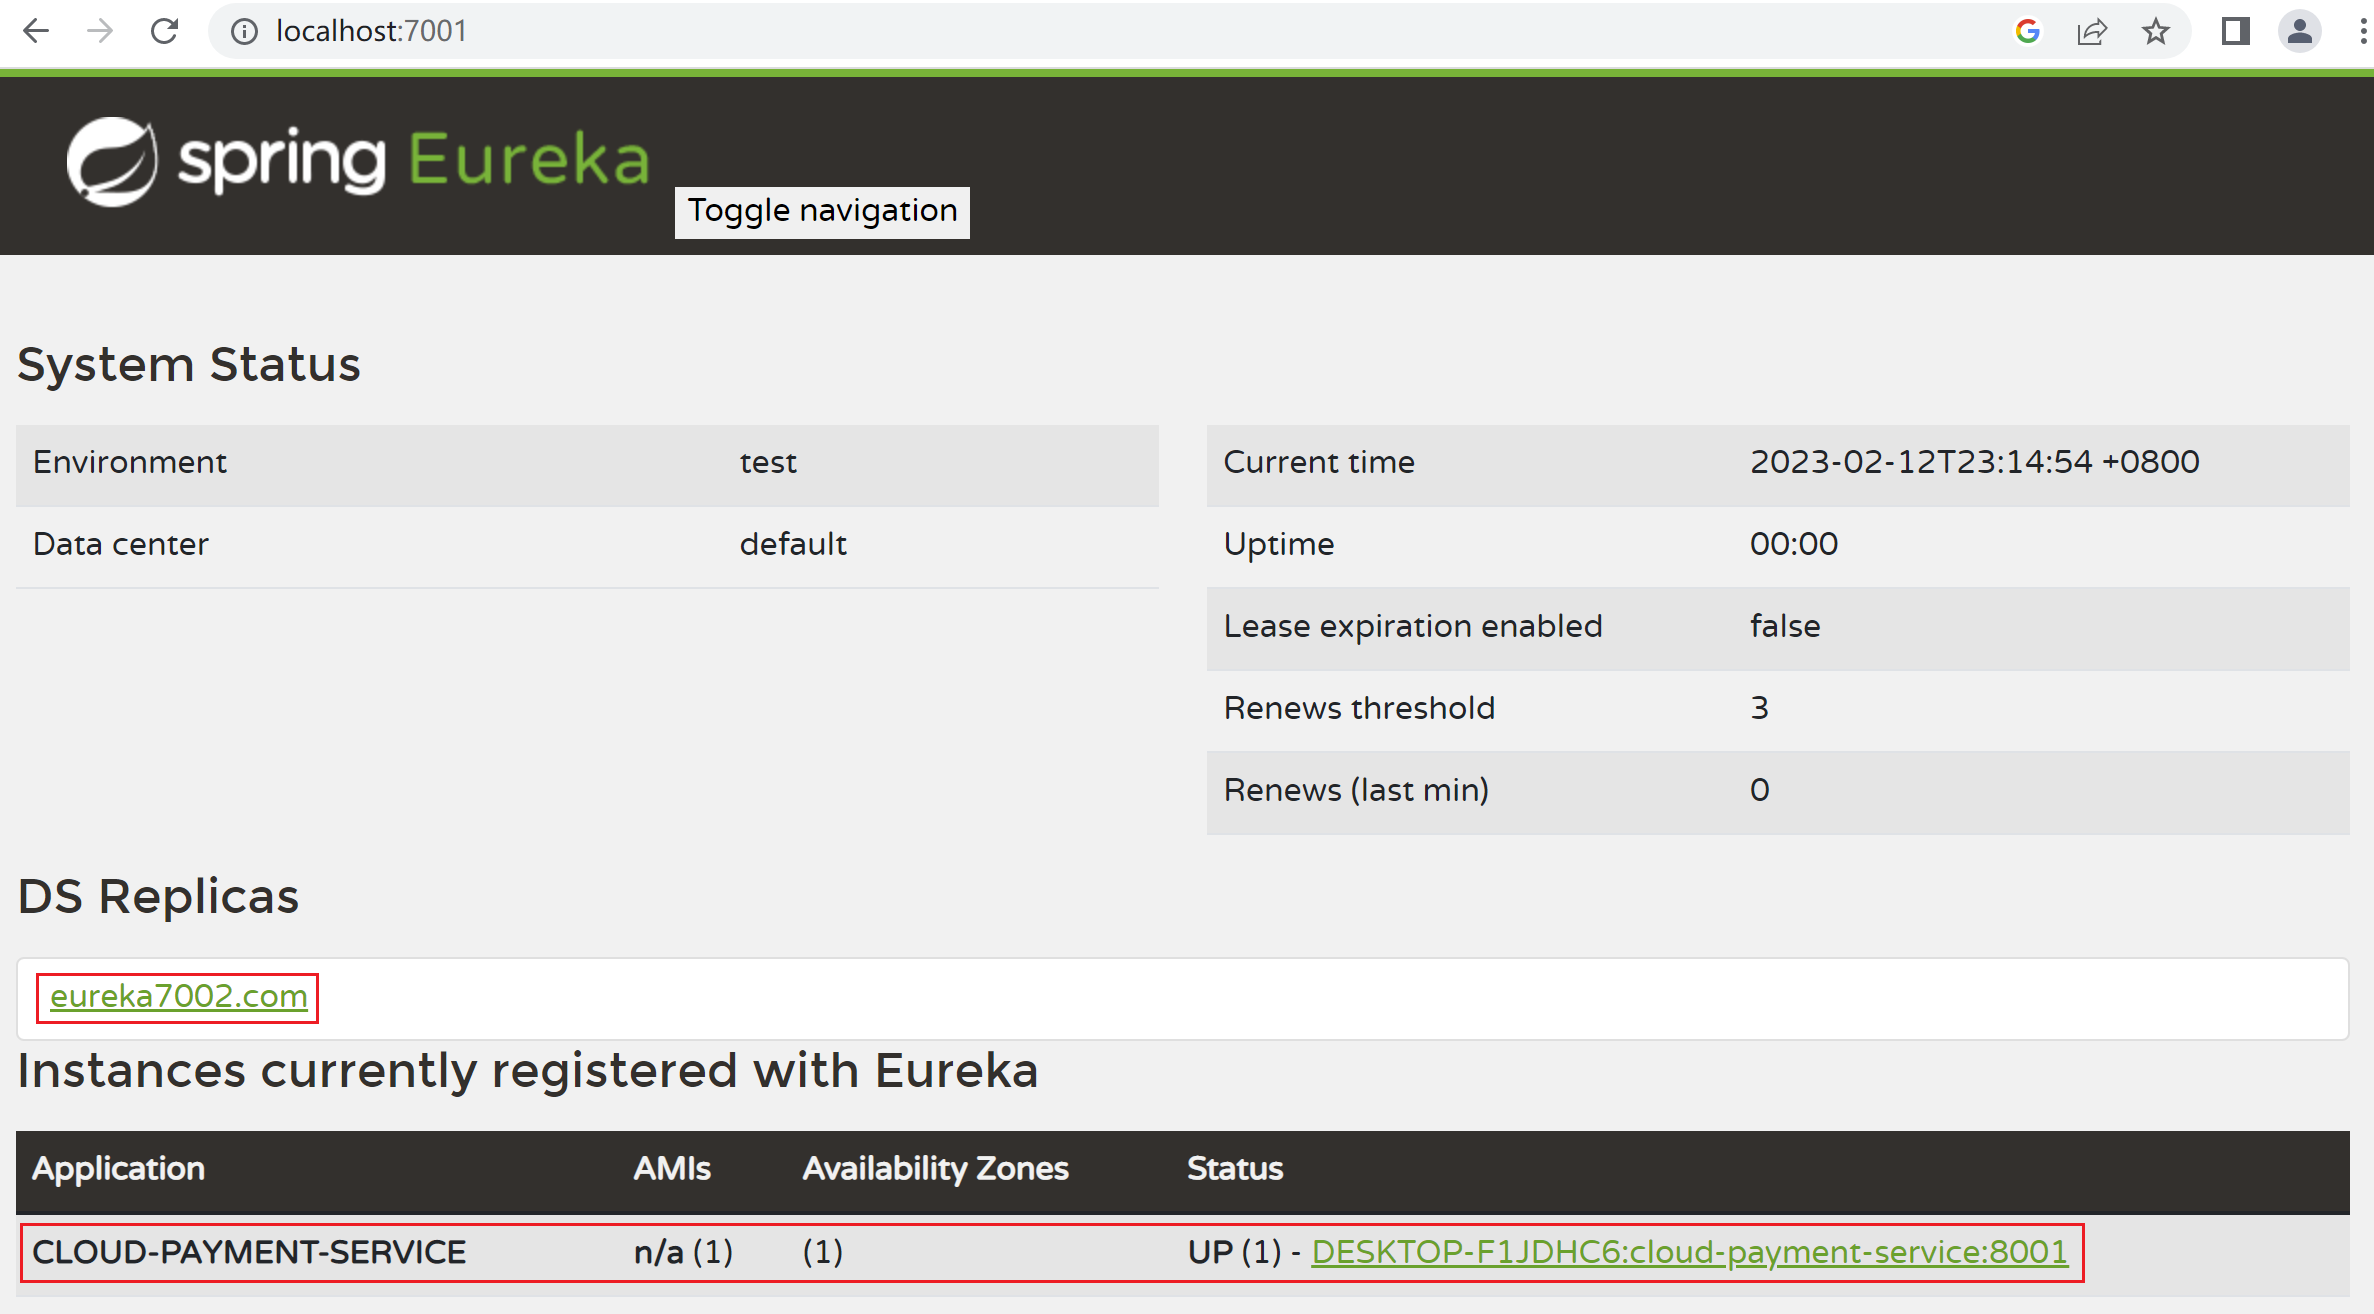 localhost:7001
spring Eureka
Toggle navigation
System Status
Environment test
Data center default
Current time 2023-02-12T23:14:54 +0800
Uptime 00:00
Lease expiration enabled false
Renews threshold 3
Renews (last min) 0
DS Replicas
eureka7002.com
Instances currently registered with Eureka
Application AMIs Availability Zones Status
CLOUD-PAYMENT-SERVICE n/a (1) (1) UP (1) - DESKTOP-F1JDHC6:cloud-payment-service:8001